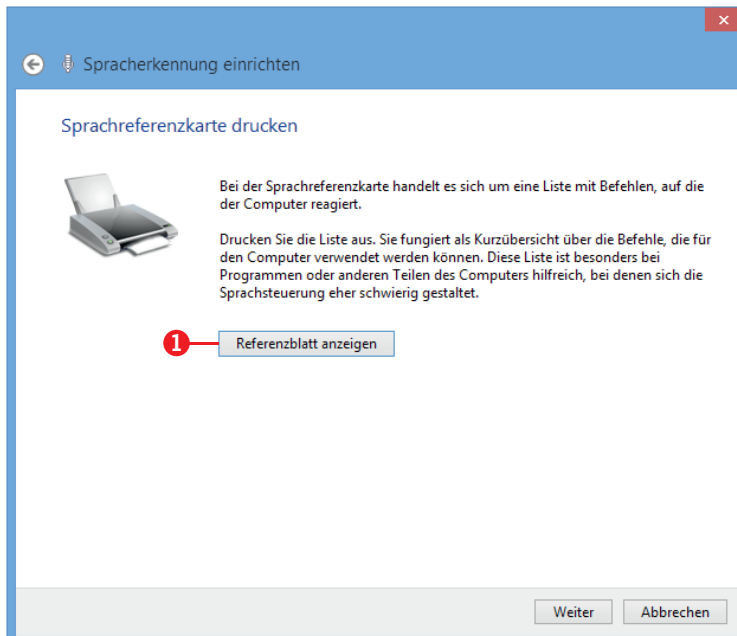 Spracherkennung einrichten
Sprachreferenzkarte drucken
Bei der Sprachreferenzkarte handelt es sich um eine Liste mit Befehlen, auf die
der Computer reagiert.
Drucken Sie die Liste aus. Sie fungiert als Kurzübersicht über die Befehle, die für
den Computer verwendet werden können. Diese Liste ist besonders bei
Programmen oder anderen Teilen des Computers hilfreich, bei denen sich die
Sprachsteuerung eher schwierig gestaltet.
1 Referenzblatt anzeigen
Weiter Abbrechen